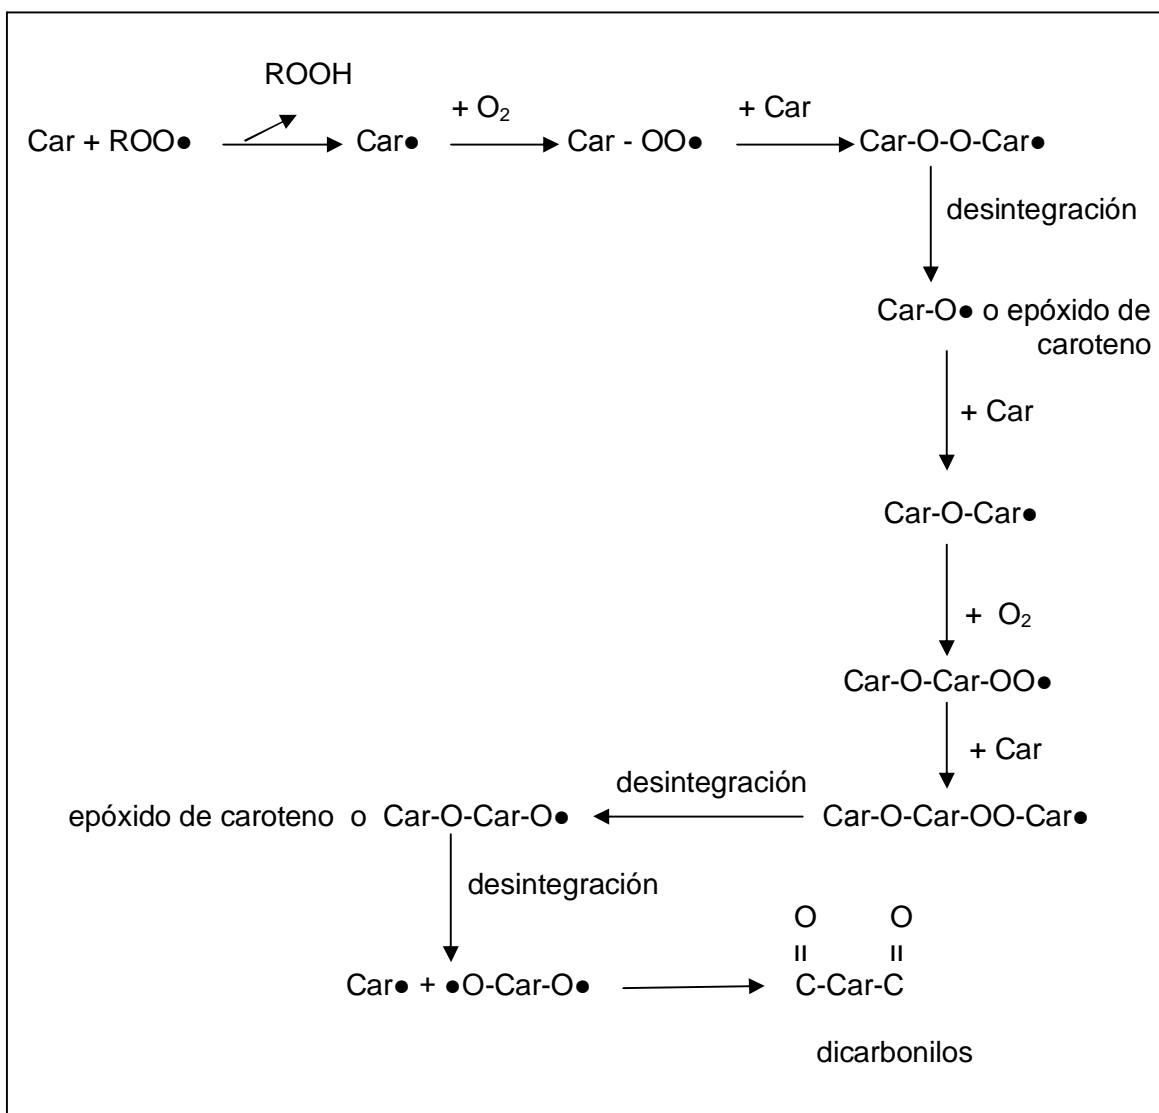 ROOH
+ O₂
+ Car
Car + ROO●
Car●
Car - OO●
Car-O-O-Car●
desintegración
Car-O● o epóxido de
caroteno
+ Car
Car-O-Car●
+ O₂
Car-O-Car-OO●
+ Car
desintegración
epóxido de caroteno o Car-O-Car-O●
Car-O-Car-OO-Car●
desintegración
O O
= =
Car● + ●O-Car-O●
C-Car-C
dicarbonilos